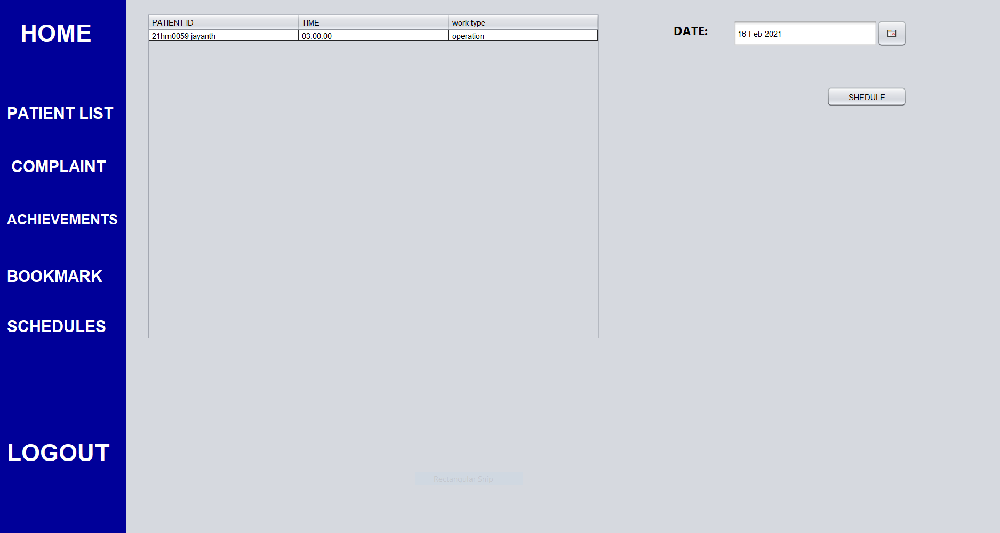 HOME
PATIENT LIST
COMPLAINT
ACHIEVEMENTS
BOOKMARK
SCHEDULES
LOGOUT
PATIENT ID TIME work type
21hm0059 jayanth 03:00:00 operation
DATE: 16-Feb-2021
SHEDULE
Rectangular Snip